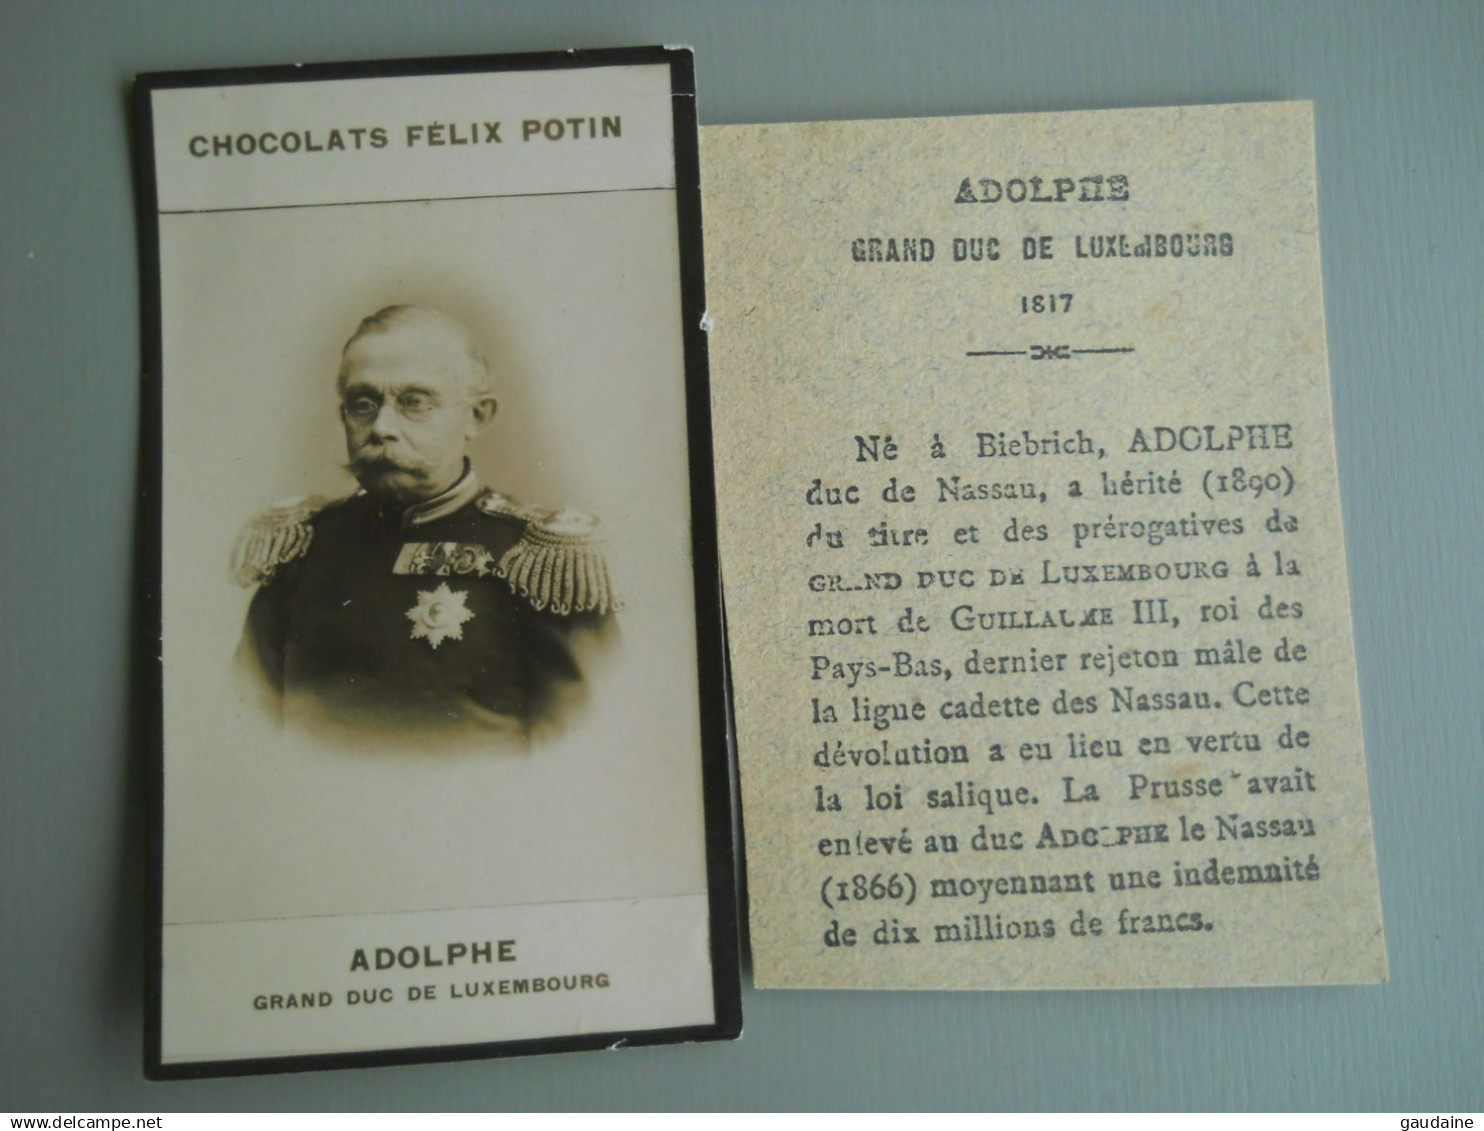 CHOCOLATS FÉLIX POTIN
ADOLPHE
GRAND DUC DE LUXEMBOURG
ADOLPHE
GRAND DUC DE LUXEMBOURG
1817
Né à Biebrich, ADOLPHE
duc de Nassau, a hérité (1890)
du titre et des prérogatives de
GRAND DUC DE LUXEMBOURG à la
mort de GUILLAUME III, roi des
Pays-Bas, dernier rejeton mâle de
la ligne cadette des Nassau. Cette
dévolution a eu lieu en vertu de
la loi salique. La Prusse avait
enlevé au duc ADOLPHE le Nassau
(1866) moyennant une indemnité
de dix millions de francs.
gaudaine